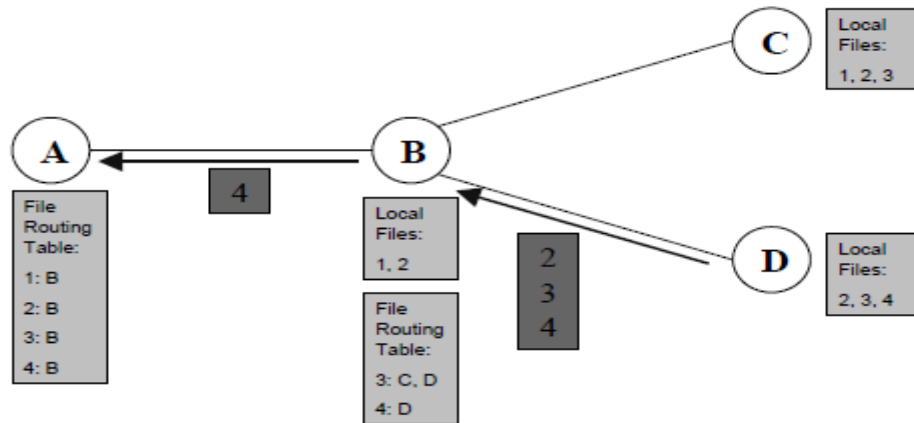 C
Local
Files:
1, 2, 3
A
B
4
File
Routing
Table:
1: B
2: B
3: B
4: B
Local
Files:
1, 2
File
Routing
Table:
3: C, D
4: D
2
3
4
D
Local
Files:
2, 3, 4